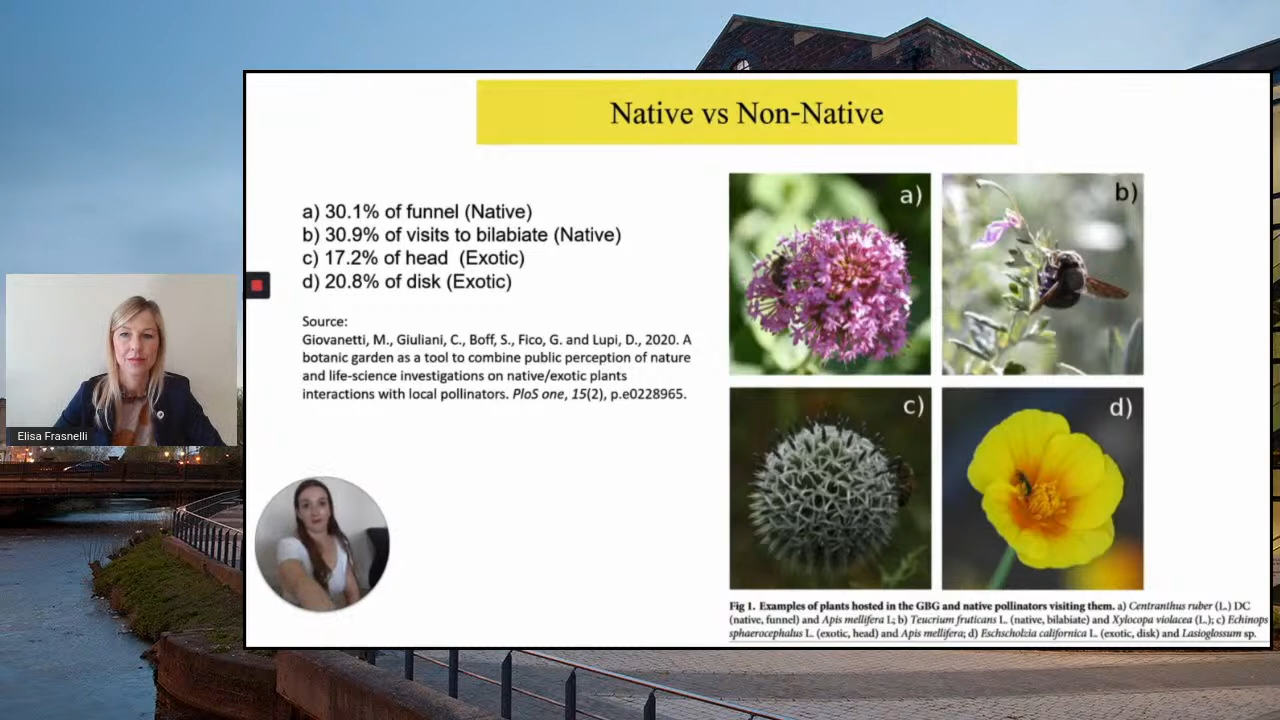 Native vs Non-Native
a) 30.1% of funnel (Native)
b) 30.9% of visits to bilabiate (Native)
c) 17.2% of head (Exotic)
d) 20.8% of disk (Exotic)
Source:
Giovanetti, M., Giuliani, C., Boff, S., Fico, G. and Lupi, D., 2020. A
botanic garden as a tool to combine public perception of nature
and life-science investigations on native/exotic plants
interactions with local pollinators. PloS one, 15(2), p.e0228965.
a)
b)
c)
d)
Fig 1. Examples of plants hosted in the GBG and native pollinators visiting them. a) Centranthus ruber (L.) DC
(native, funnel) and Apis mellifera L; b) Teucrium fruticans L. (native, bilabiate) and Xylocopa violacea (L.); c) Echinops
sphaerocephalus L. (exotic, head) and Apis mellifera; d) Eschscholzia californica L. (exotic, disk) and Lasioglossum sp.
Elisa Frasnelli